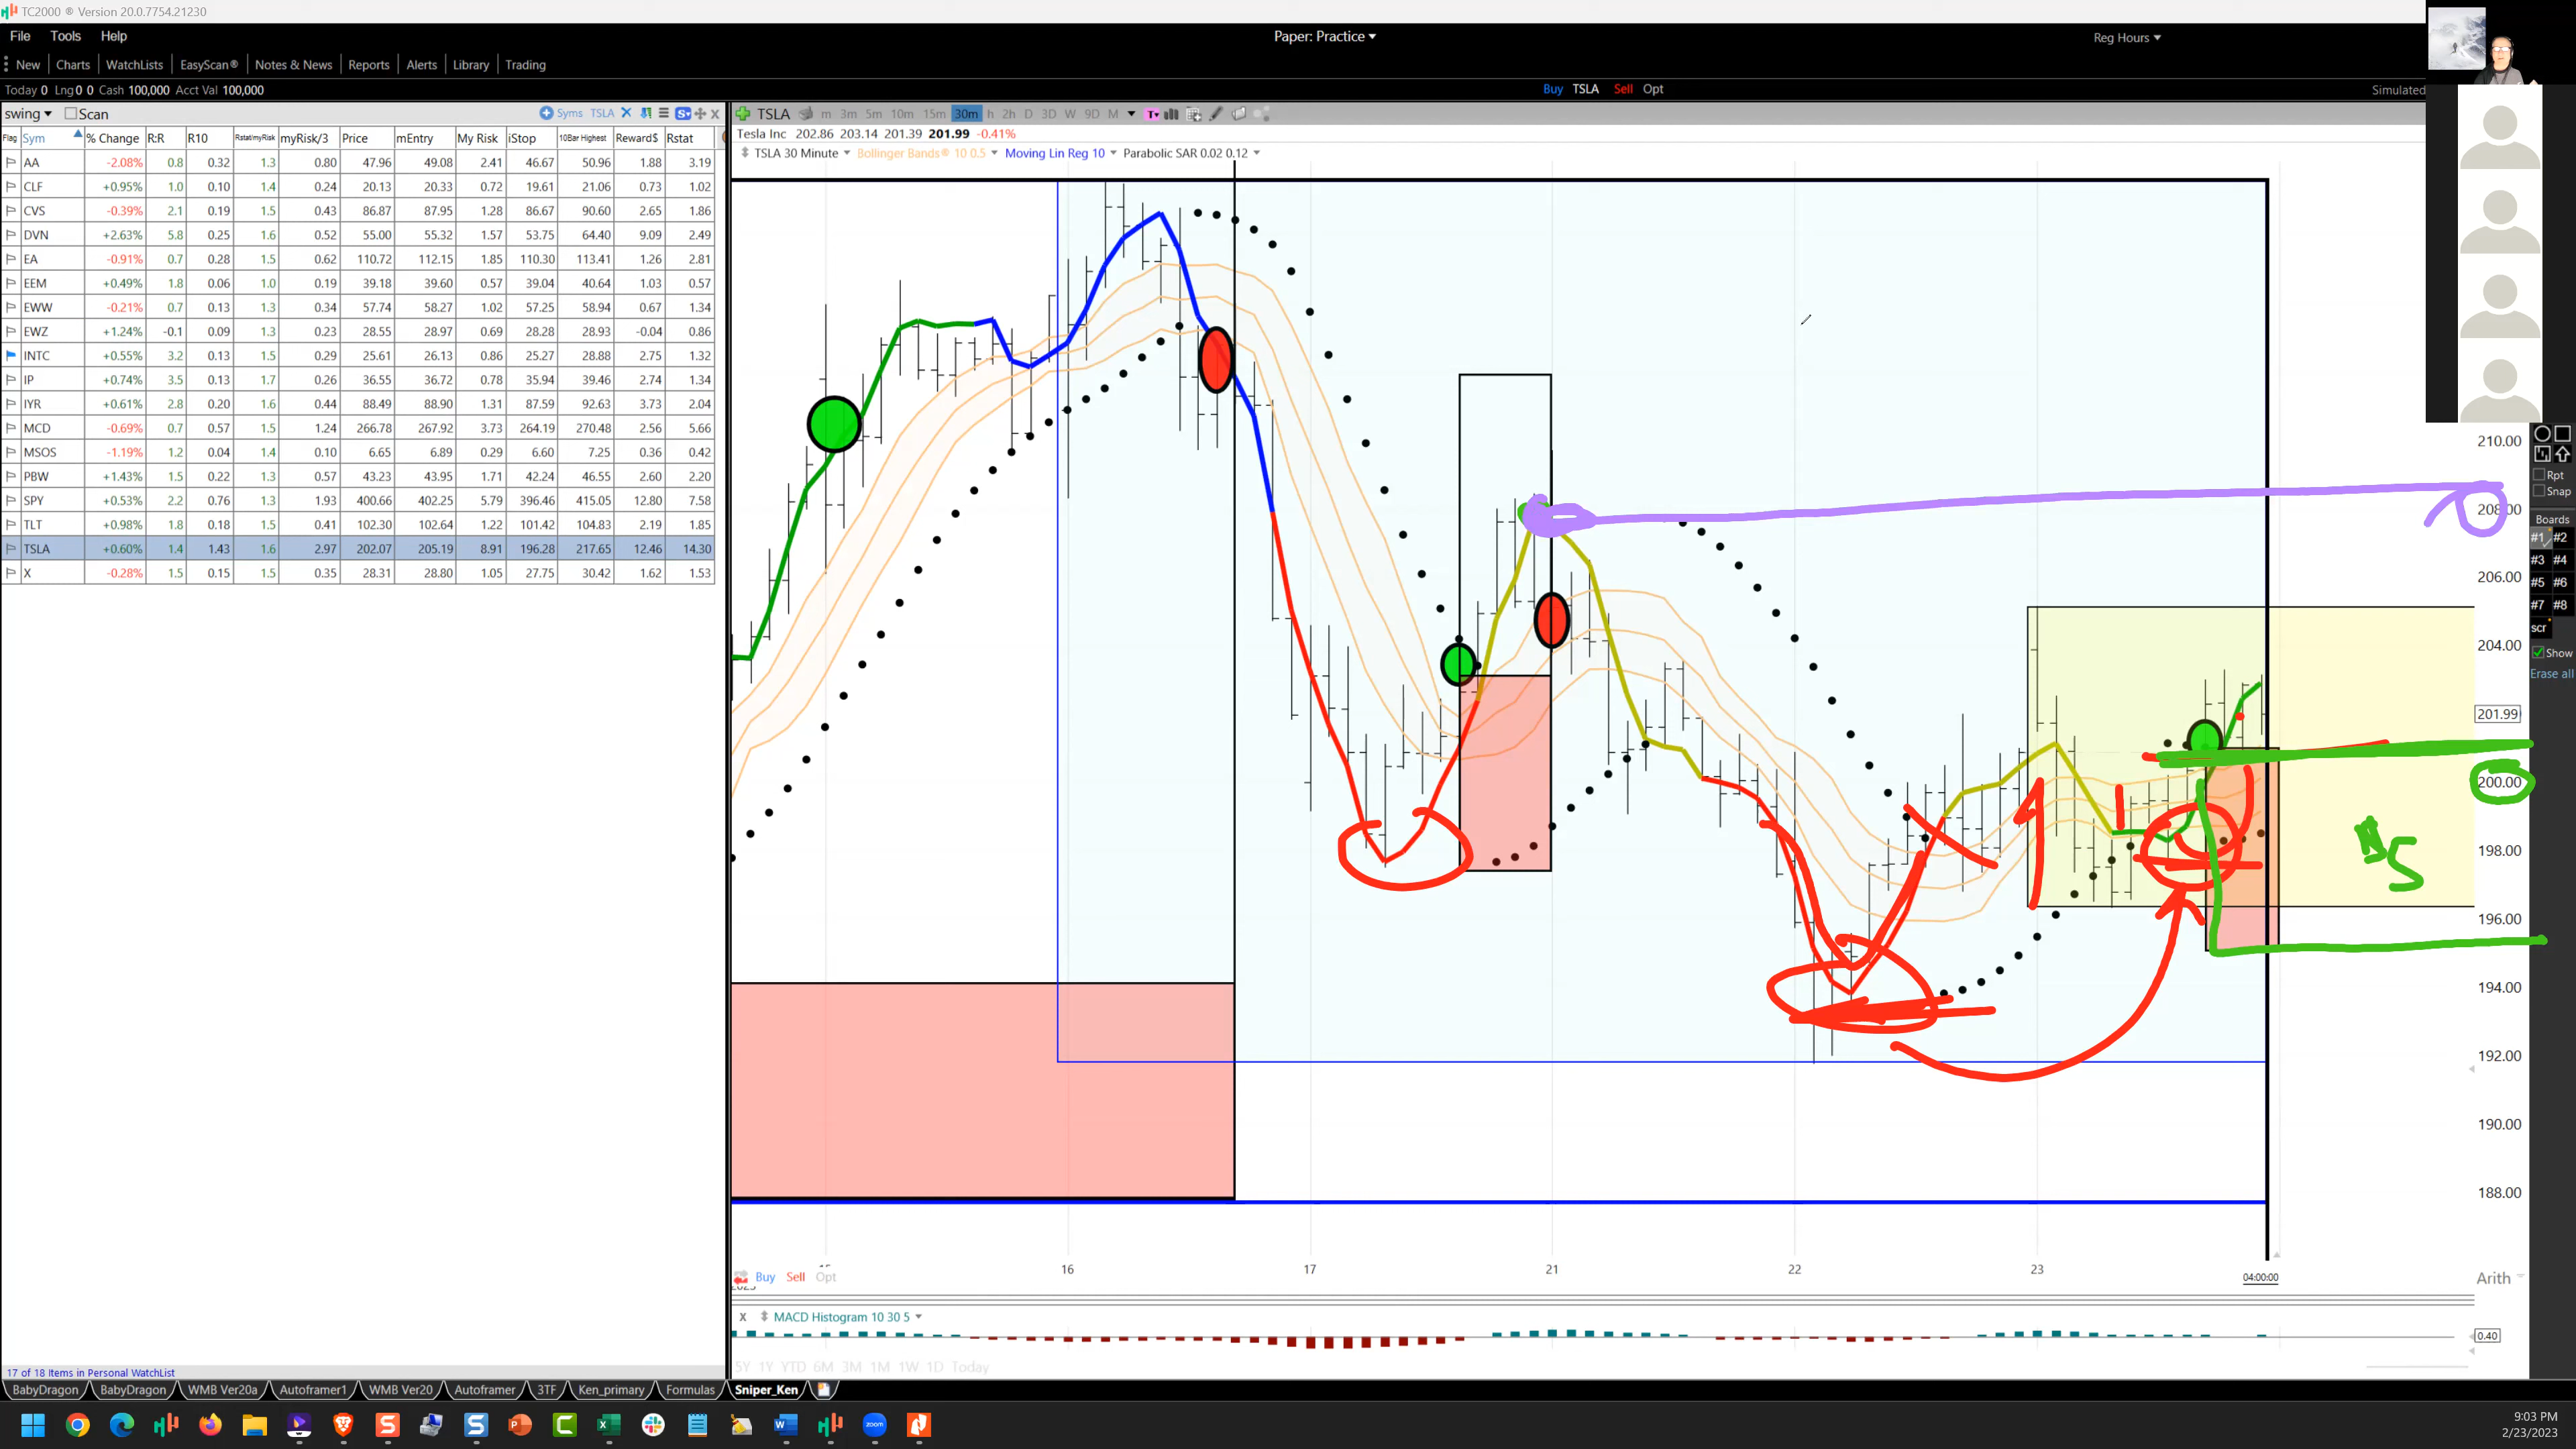 TC2000 ® Version 20.0.7754.21230
File Tools Help
Paper: Practice
Reg Hours
New Charts WatchLists EasyScan® Notes & News Reports Alerts Library Trading
Today 0 Lng 0 0 Cash 100,000 Acct Val 100,000
Buy TSLA Sell Opt
Simulated
swing Scan
Syms TSLA
TSLA m 3m 5m 10m 15m 30m h 2h D 3D W 9D M
Tesla Inc 202.86 203.14 201.39 201.99 -0.41%
TSLA 30 Minute Bollinger Bands® 10 0.5 Moving Lin Reg 10 Parabolic SAR 0.02 0.12
Flag Sym % Change R:R R10 Rstat/myRisk myRisk/3 Price mEntry My Risk iStop 10Bar Highest Reward$ Rstat
AA -2.08% 0.8 0.32 1.3 0.80 47.96 49.08 2.41 46.67 50.96 1.88 3.19
CLF +0.95% 1.0 0.10 1.4 0.24 20.13 20.33 0.72 19.61 21.06 0.73 1.02
CVS -0.39% 2.1 0.19 1.5 0.43 86.87 87.95 1.28 86.67 90.60 2.65 1.86
DVN +2.63% 5.8 0.25 1.6 0.52 55.00 55.32 1.57 53.75 64.40 9.09 2.49
EA -0.91% 0.7 0.28 1.5 0.62 110.72 112.15 1.85 110.30 113.41 1.26 2.81
EEM +0.49% 1.8 0.06 1.0 0.19 39.18 39.60 0.57 39.04 40.64 1.03 0.57
EWW -0.21% 0.7 0.13 1.3 0.34 57.74 58.27 1.02 57.25 58.94 0.67 1.34
EWZ +1.24% -0.1 0.09 1.3 0.23 28.55 28.97 0.69 28.28 28.93 -0.04 0.86
INTC +0.55% 3.2 0.13 1.5 0.29 25.61 26.13 0.86 25.27 28.88 2.75 1.32
IP +0.74% 3.5 0.13 1.7 0.26 36.55 36.72 0.78 35.94 39.46 2.74 1.34
IYR +0.61% 2.8 0.20 1.6 0.44 88.49 88.90 1.31 87.59 92.63 3.73 2.04
MCD -0.69% 0.7 0.57 1.5 1.24 266.78 267.92 3.73 264.19 270.48 2.56 5.66
MSOS -1.19% 1.2 0.04 1.4 0.10 6.65 6.89 0.29 6.60 7.25 0.36 0.42
PBW +1.43% 1.5 0.22 1.3 0.57 43.23 43.95 1.71 42.24 46.55 2.60 2.20
SPY +0.53% 2.2 0.76 1.3 1.93 400.66 402.25 5.79 396.46 415.05 12.80 7.58
TLT +0.98% 1.8 0.18 1.5 0.41 102.30 102.64 1.22 101.42 104.83 2.19 1.85
TSLA +0.60% 1.4 1.43 1.6 2.97 202.07 205.19 8.91 196.28 217.65 12.46 14.30
X -0.28% 1.5 0.15 1.5 0.35 28.31 28.80 1.05 27.75 30.42 1.62 1.53
210.00
208.00
206.00
204.00
201.99
200.00
198.00
196.00
194.00
192.00
190.00
188.00
Rpt
Snap
Boards
#1 #2
#3 #4
#5 #6
#7 #8
scr
Show
Erase all
16 17 21 22 23
04:00:00
Arith
Buy Sell Opt
X MACD Histogram 10 30 5
0.40
5Y 1Y YTD 6M 3M 1M 1W 1D Today
17 of 18 Items in Personal WatchList
BabyDragon BabyDragon WMB Ver20a Autoframer1 WMB Ver20 Autoframer 3TF Ken_primary Formulas Sniper_Ken
zoom
9:03 PM
2/23/2023